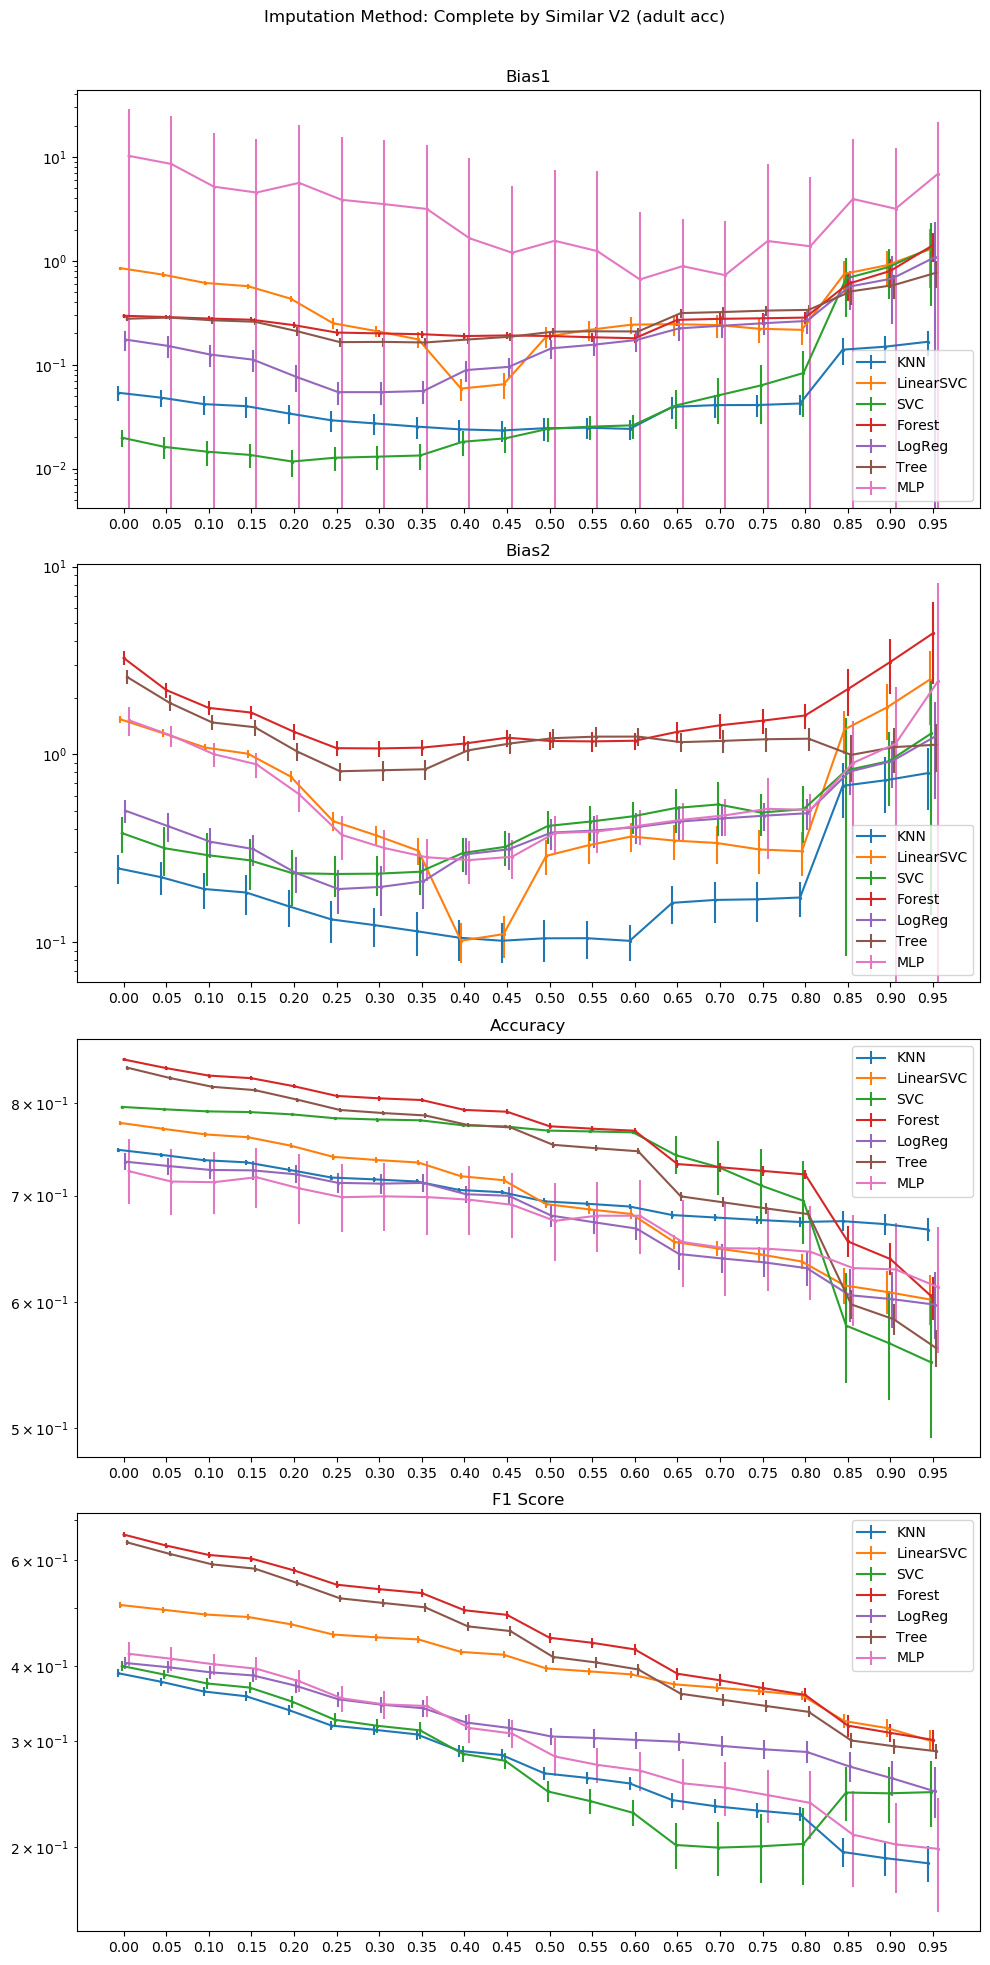 Imputation Method: Complete by Similar V2 (adult acc)
Bias1
10^1
10^0
10^-1
10^-2
KNN
LinearSVC
SVC
Forest
LogReg
Tree
MLP
0.00 0.05 0.10 0.15 0.20 0.25 0.30 0.35 0.40 0.45 0.50 0.55 0.60 0.65 0.70 0.75 0.80 0.85 0.90 0.95
Bias2
10^1
10^0
10^-1
KNN
LinearSVC
SVC
Forest
LogReg
Tree
MLP
0.00 0.05 0.10 0.15 0.20 0.25 0.30 0.35 0.40 0.45 0.50 0.55 0.60 0.65 0.70 0.75 0.80 0.85 0.90 0.95
Accuracy
8 × 10^-1
7 × 10^-1
6 × 10^-1
5 × 10^-1
KNN
LinearSVC
SVC
Forest
LogReg
Tree
MLP
0.00 0.05 0.10 0.15 0.20 0.25 0.30 0.35 0.40 0.45 0.50 0.55 0.60 0.65 0.70 0.75 0.80 0.85 0.90 0.95
F1 Score
6 × 10^-1
4 × 10^-1
3 × 10^-1
2 × 10^-1
KNN
LinearSVC
SVC
Forest
LogReg
Tree
MLP
0.00 0.05 0.10 0.15 0.20 0.25 0.30 0.35 0.40 0.45 0.50 0.55 0.60 0.65 0.70 0.75 0.80 0.85 0.90 0.95